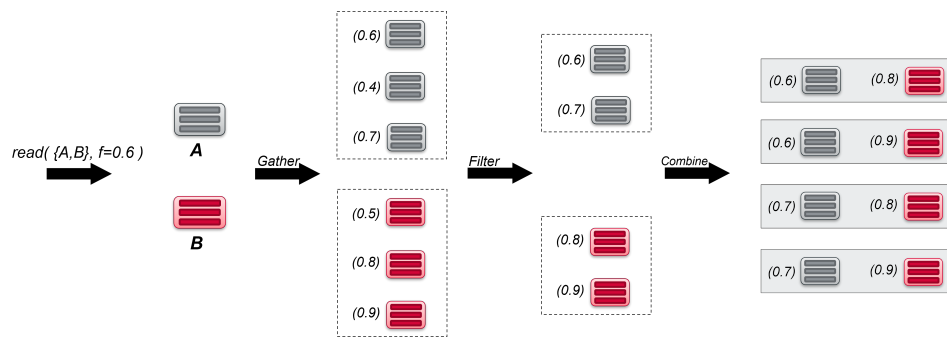 read( {A,B}, f=0.6 )
A
B
Gather
(0.6)
(0.4)
(0.7)
(0.5)
(0.8)
(0.9)
Filter
(0.6)
(0.7)
(0.8)
(0.9)
Combine
(0.6) (0.8)
(0.6) (0.9)
(0.7) (0.8)
(0.7) (0.9)